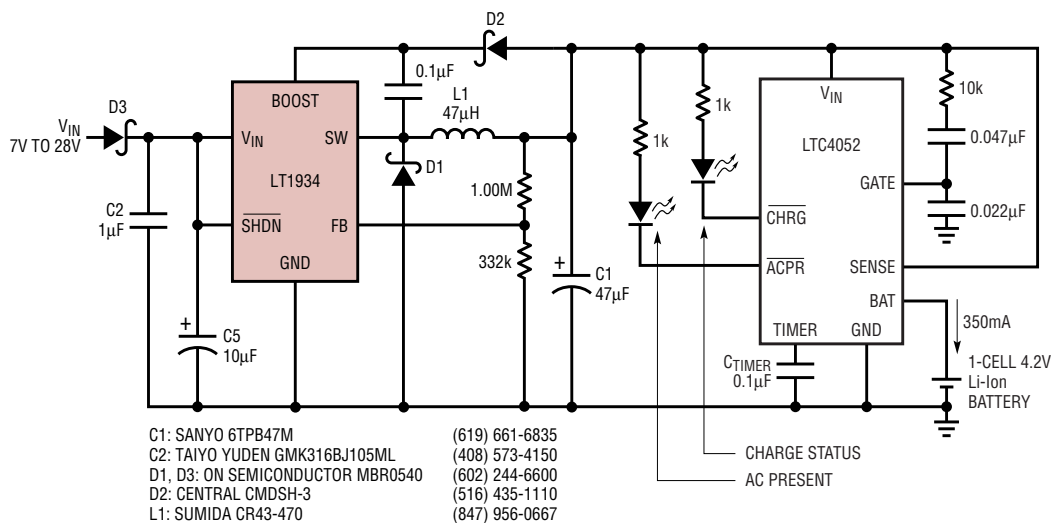 D2
0.1µF
L1
47µH
D3
V_IN
7V TO 28V
BOOST
V_IN
SW
LT1934
SHDN
FB
GND
D1
1.00M
332k
C2
1µF
+
C5
10µF
+
C1
47µF
1k
1k
V_IN
LTC4052
10k
0.047µF
GATE
0.022µF
CHRG
ACPR
SENSE
BAT
TIMER
GND
350mA
C_TIMER
0.1µF
1-CELL 4.2V
Li-Ion
BATTERY
CHARGE STATUS
AC PRESENT
C1: SANYO 6TPB47M (619) 661-6835
C2: TAIYO YUDEN GMK316BJ105ML (408) 573-4150
D1, D3: ON SEMICONDUCTOR MBR0540 (602) 244-6600
D2: CENTRAL CMDSH-3 (516) 435-1110
L1: SUMIDA CR43-470 (847) 956-0667